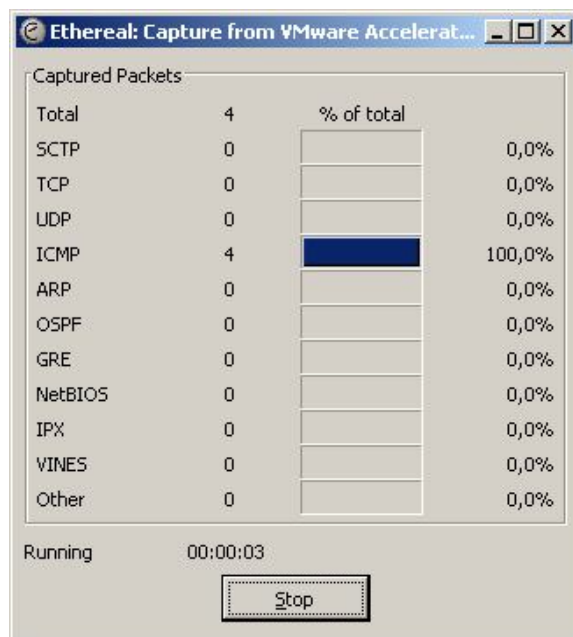 Ethereal: Capture from VMware Accelerat...
Captured Packets
Total 4 % of total
SCTP 0 0,0%
TCP 0 0,0%
UDP 0 0,0%
ICMP 4 100,0%
ARP 0 0,0%
OSPF 0 0,0%
GRE 0 0,0%
NetBIOS 0 0,0%
IPX 0 0,0%
VINES 0 0,0%
Other 0 0,0%
Running 00:00:03
Stop